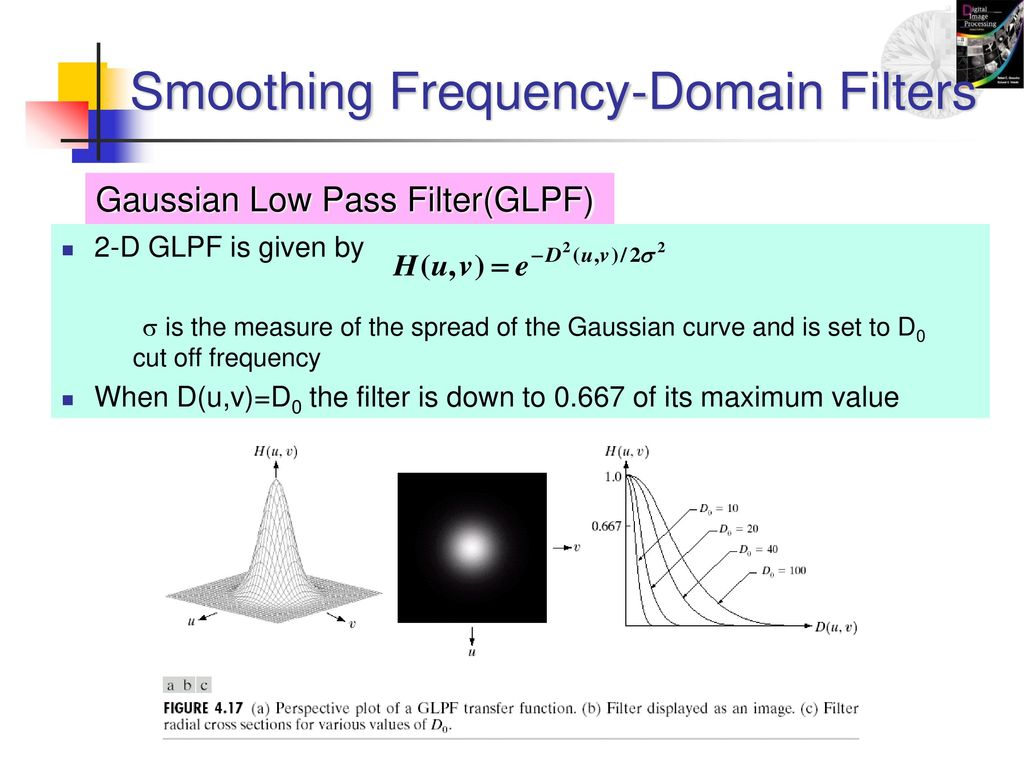 Digital
Image
Processing
Smoothing Frequency-Domain Filters
Gaussian Low Pass Filter(GLPF)
2-D GLPF is given by H(u,v) = e^{-D^2(u,v)/2σ^2}
σ is the measure of the spread of the Gaussian curve and is set to D₀
cut off frequency
When D(u,v)=D₀ the filter is down to 0.667 of its maximum value
H(u, v)
u
v
v
u
H(u, v)
1.0
0.667
D₀ = 10
D₀ = 20
D₀ = 40
D₀ = 100
D(u, v)
a b c
FIGURE 4.17 (a) Perspective plot of a GLPF transfer function. (b) Filter displayed as an image. (c) Filter
radial cross sections for various values of D₀.